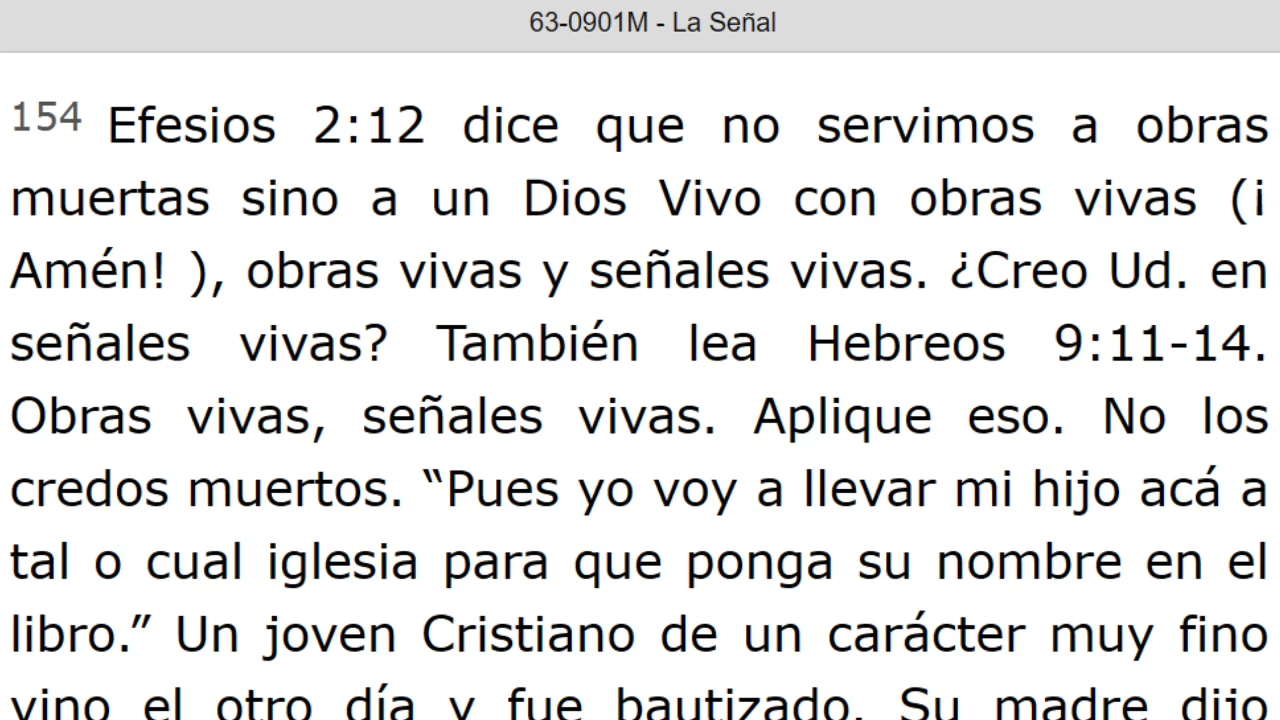 63-0901M - La Señal
154 Efesios 2:12 dice que no servimos a obras
muertas sino a un Dios Vivo con obras vivas (¡
Amén! ), obras vivas y señales vivas. ¿Creo Ud. en
señales vivas? También lea Hebreos 9:11-14.
Obras vivas, señales vivas. Aplique eso. No los
credos muertos. “Pues yo voy a llevar mi hijo acá a
tal o cual iglesia para que ponga su nombre en el
libro.” Un joven Cristiano de un carácter muy fino
vino el otro día y fue bautizado. Su madre dijo